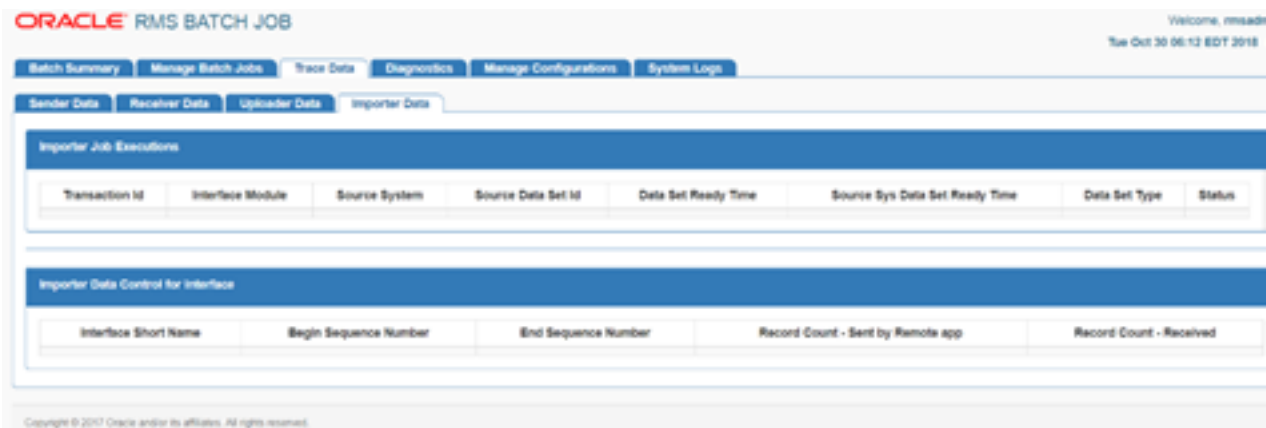 ORACLE RMS BATCH JOB
Welcome, rmsadm
Tue Oct 30 06:12 EDT 2018
Batch Summary Manage Batch Jobs Trace Data Diagnostics Manage Configurations System Logs
Sender Data Receiver Data Uploader Data Importer Data
Importer Job Executions
Transaction Id Interface Module Source System Source Data Set Id Data Set Ready Time Source Sys Data Set Ready Time Data Set Type Status
Importer Data Control for Interface
Interface Short Name Begin Sequence Number End Sequence Number Record Count - Sent by Remote app Record Count - Received
Copyright © 2017 Oracle and/or its affiliates. All rights reserved.